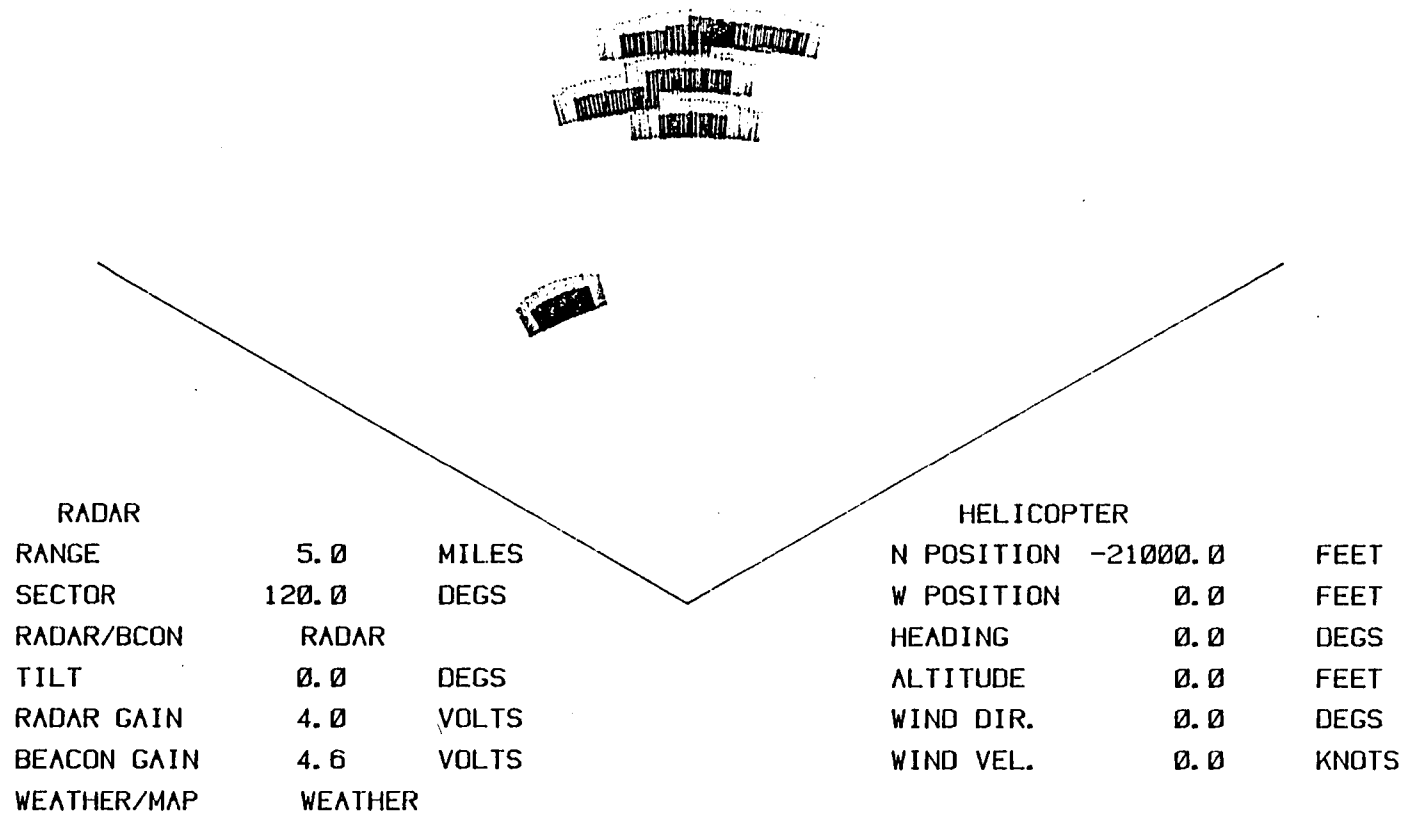 RADAR
RANGE 5.0 MILES
SECTOR 120.0 DEGS
RADAR/BCON RADAR
TILT 0.0 DEGS
RADAR GAIN 4.0 VOLTS
BEACON GAIN 4.6 VOLTS
WEATHER/MAP WEATHER
HELICOPTER
N POSITION -21000.0 FEET
W POSITION 0.0 FEET
HEADING 0.0 DEGS
ALTITUDE 0.0 FEET
WIND DIR. 0.0 DEGS
WIND VEL. 0.0 KNOTS